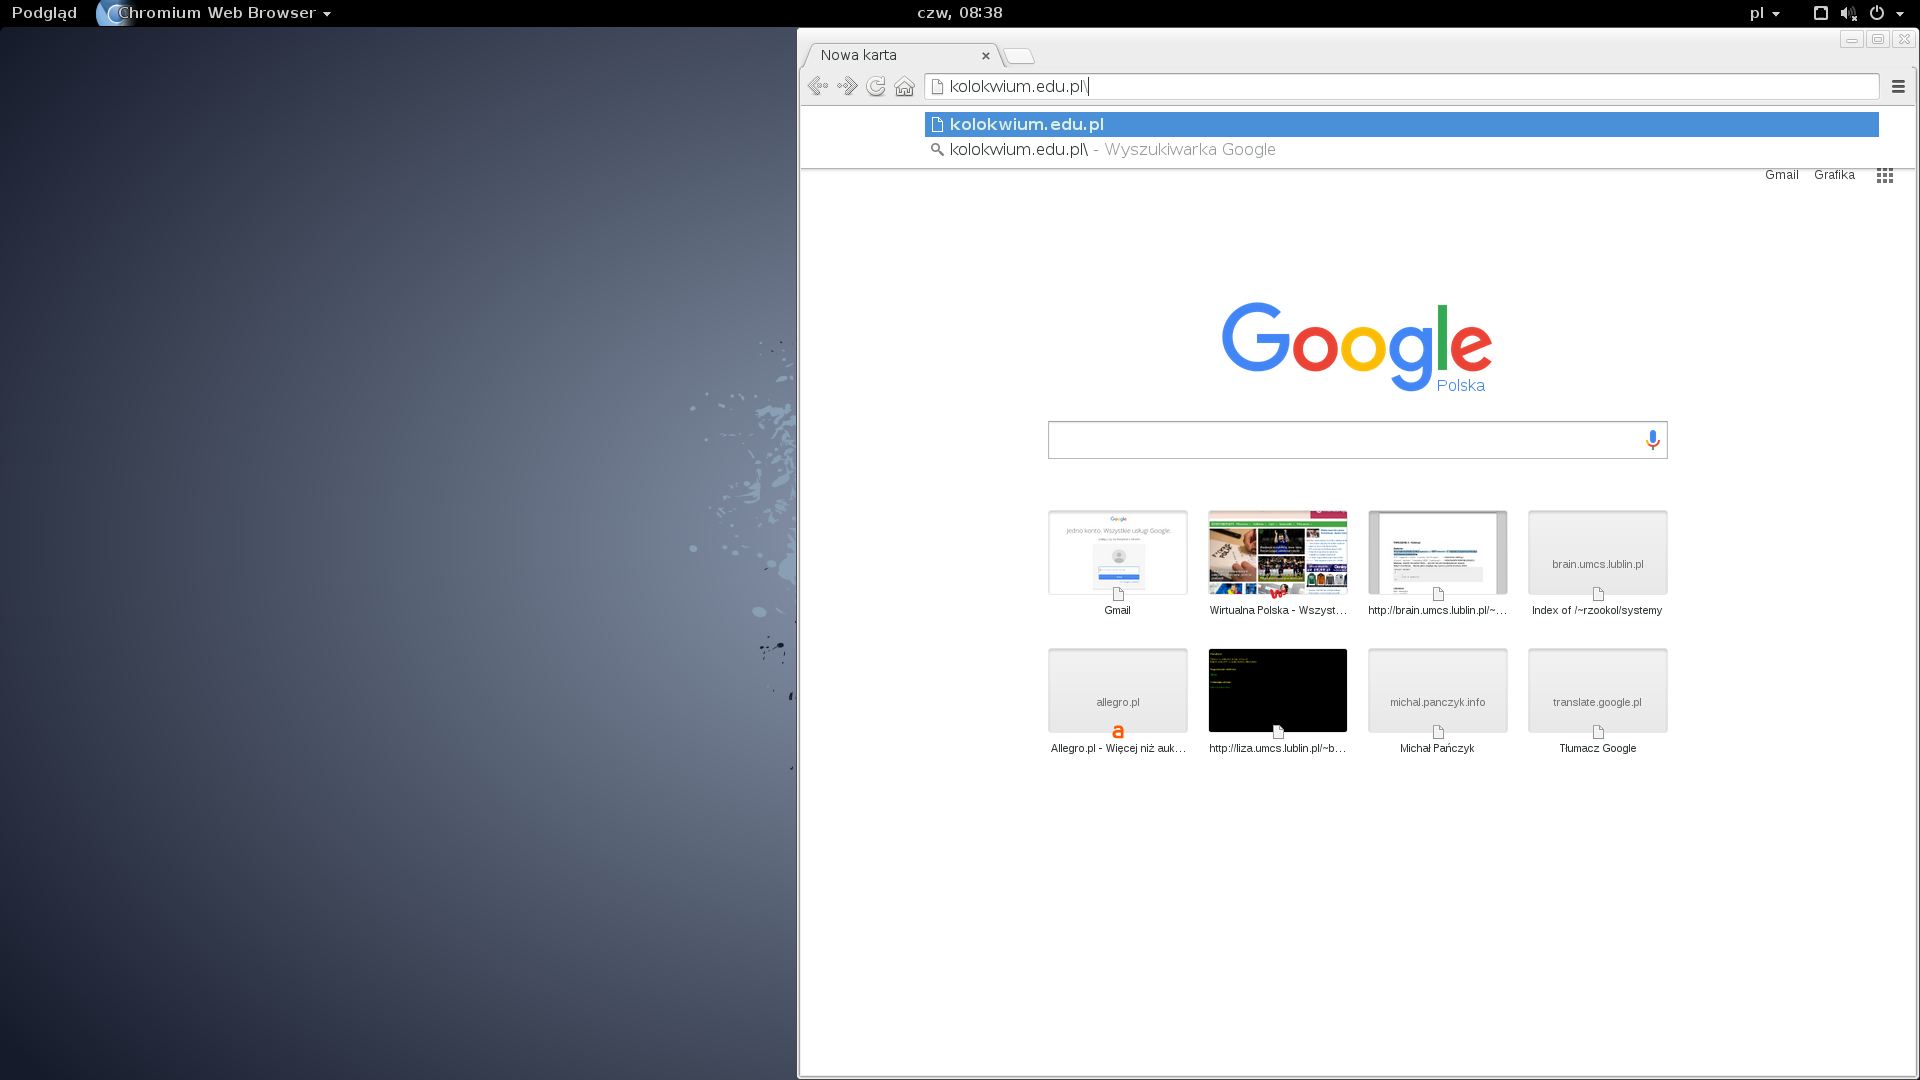 Podgląd Chromium Web Browser czw, 08:38 pl
Nowa karta
kolokwium.edu.pl\
kolokwium.edu.pl
kolokwium.edu.pl\ - Wyszukiwarka Google
Gmail Grafika
Google
Polska
Google
Jedno konto. Wszystkie usługi Google.
brain.umcs.lublin.pl
Gmail Wirtualna Polska - Wszyst... http://brain.umcs.lublin.pl/~... Index of /~rzookol/systemy
allegro.pl michal.panczyk.info translate.google.pl
a
Allegro.pl - Więcej niż auk... http://liza.umcs.lublin.pl/~b... Michał Pańczyk Tłumacz Google